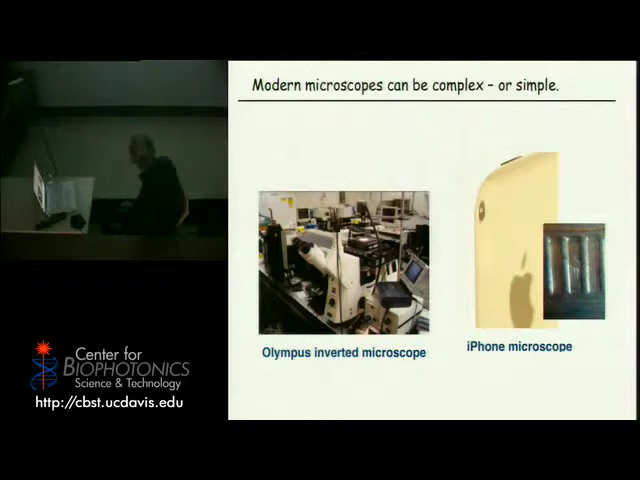 Modern microscopes can be complex – or simple.
Olympus inverted microscope
iPhone microscope
Center for
BIOPHOTONICS
Science & Technology
http://cbst.ucdavis.edu